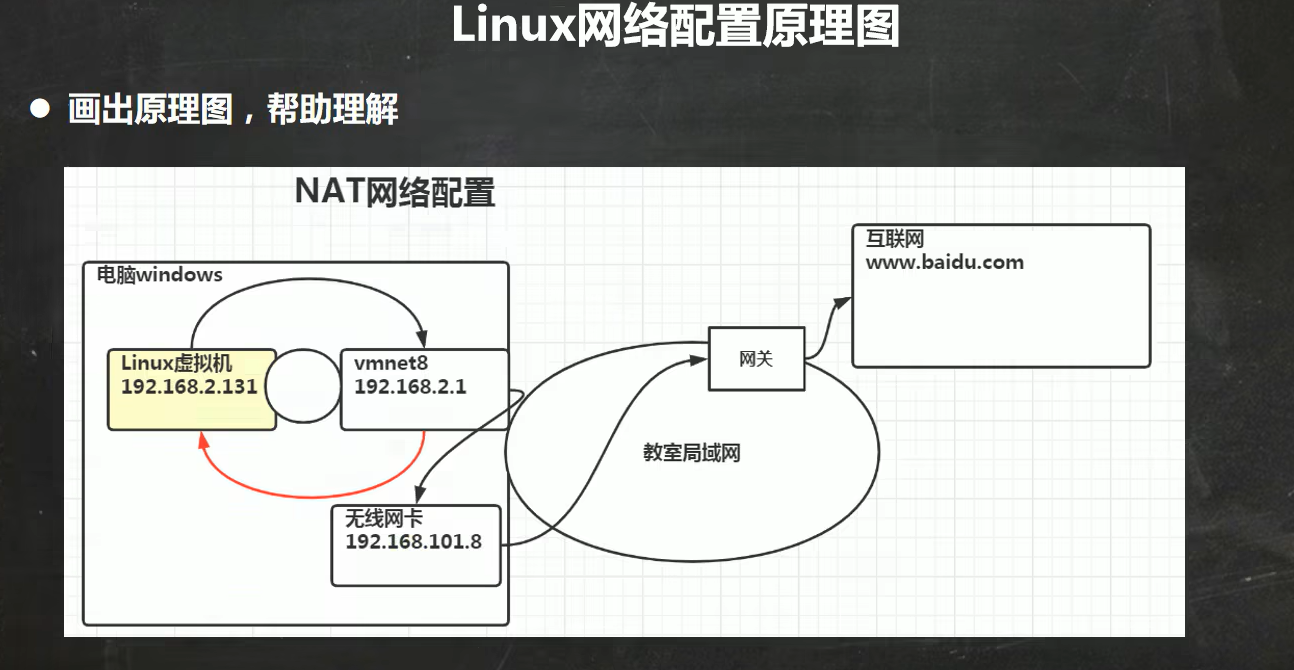 Linux网络配置原理图
画出原理图，帮助理解
NAT网络配置
电脑windows
Linux虚拟机
192.168.2.131
vmnet8
192.168.2.1
无线网卡
192.168.101.8
教室局域网
网关
互联网
www.baidu.com